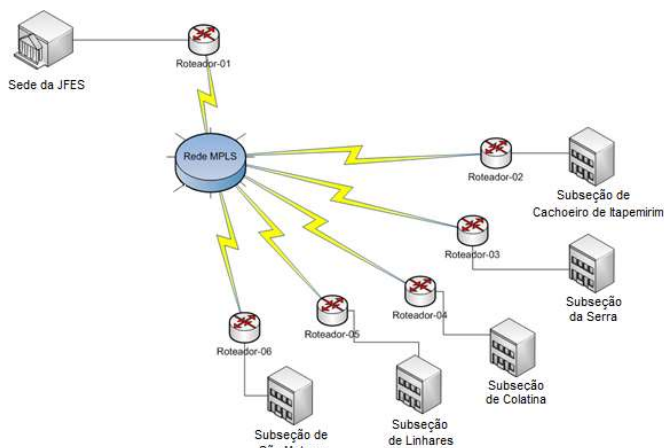 Sede da JFES
Roteador-01
Rede MPLS
Roteador-02
Subseção de
Cachoeiro de Itapemirim
Roteador-03
Subseção
da Serra
Roteador-04
Subseção
de Colatina
Roteador-05
Subseção
de Linhares
Roteador-06
Subseção de